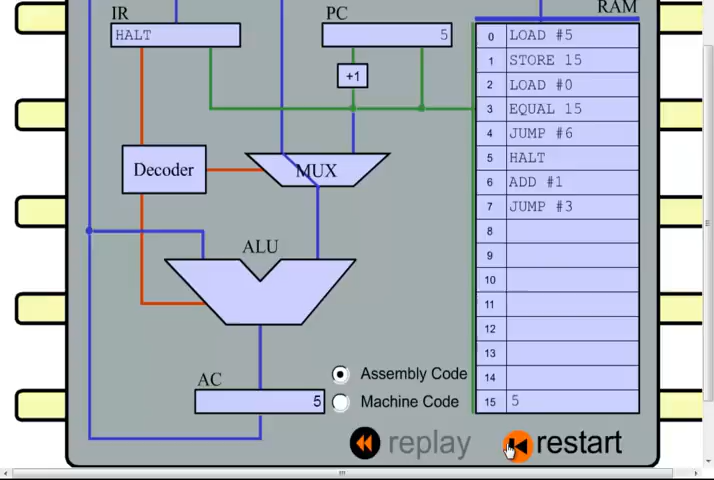 IR
PC
RAM
HALT
5
0 LOAD #5
1 STORE 15
2 LOAD #0
3 EQUAL 15
4 JUMP #6
5 HALT
6 ADD #1
7 JUMP #3
8
9
10
11
12
13
14
15 5
+1
Decoder
MUX
ALU
AC
5
Assembly Code
Machine Code
replay
restart